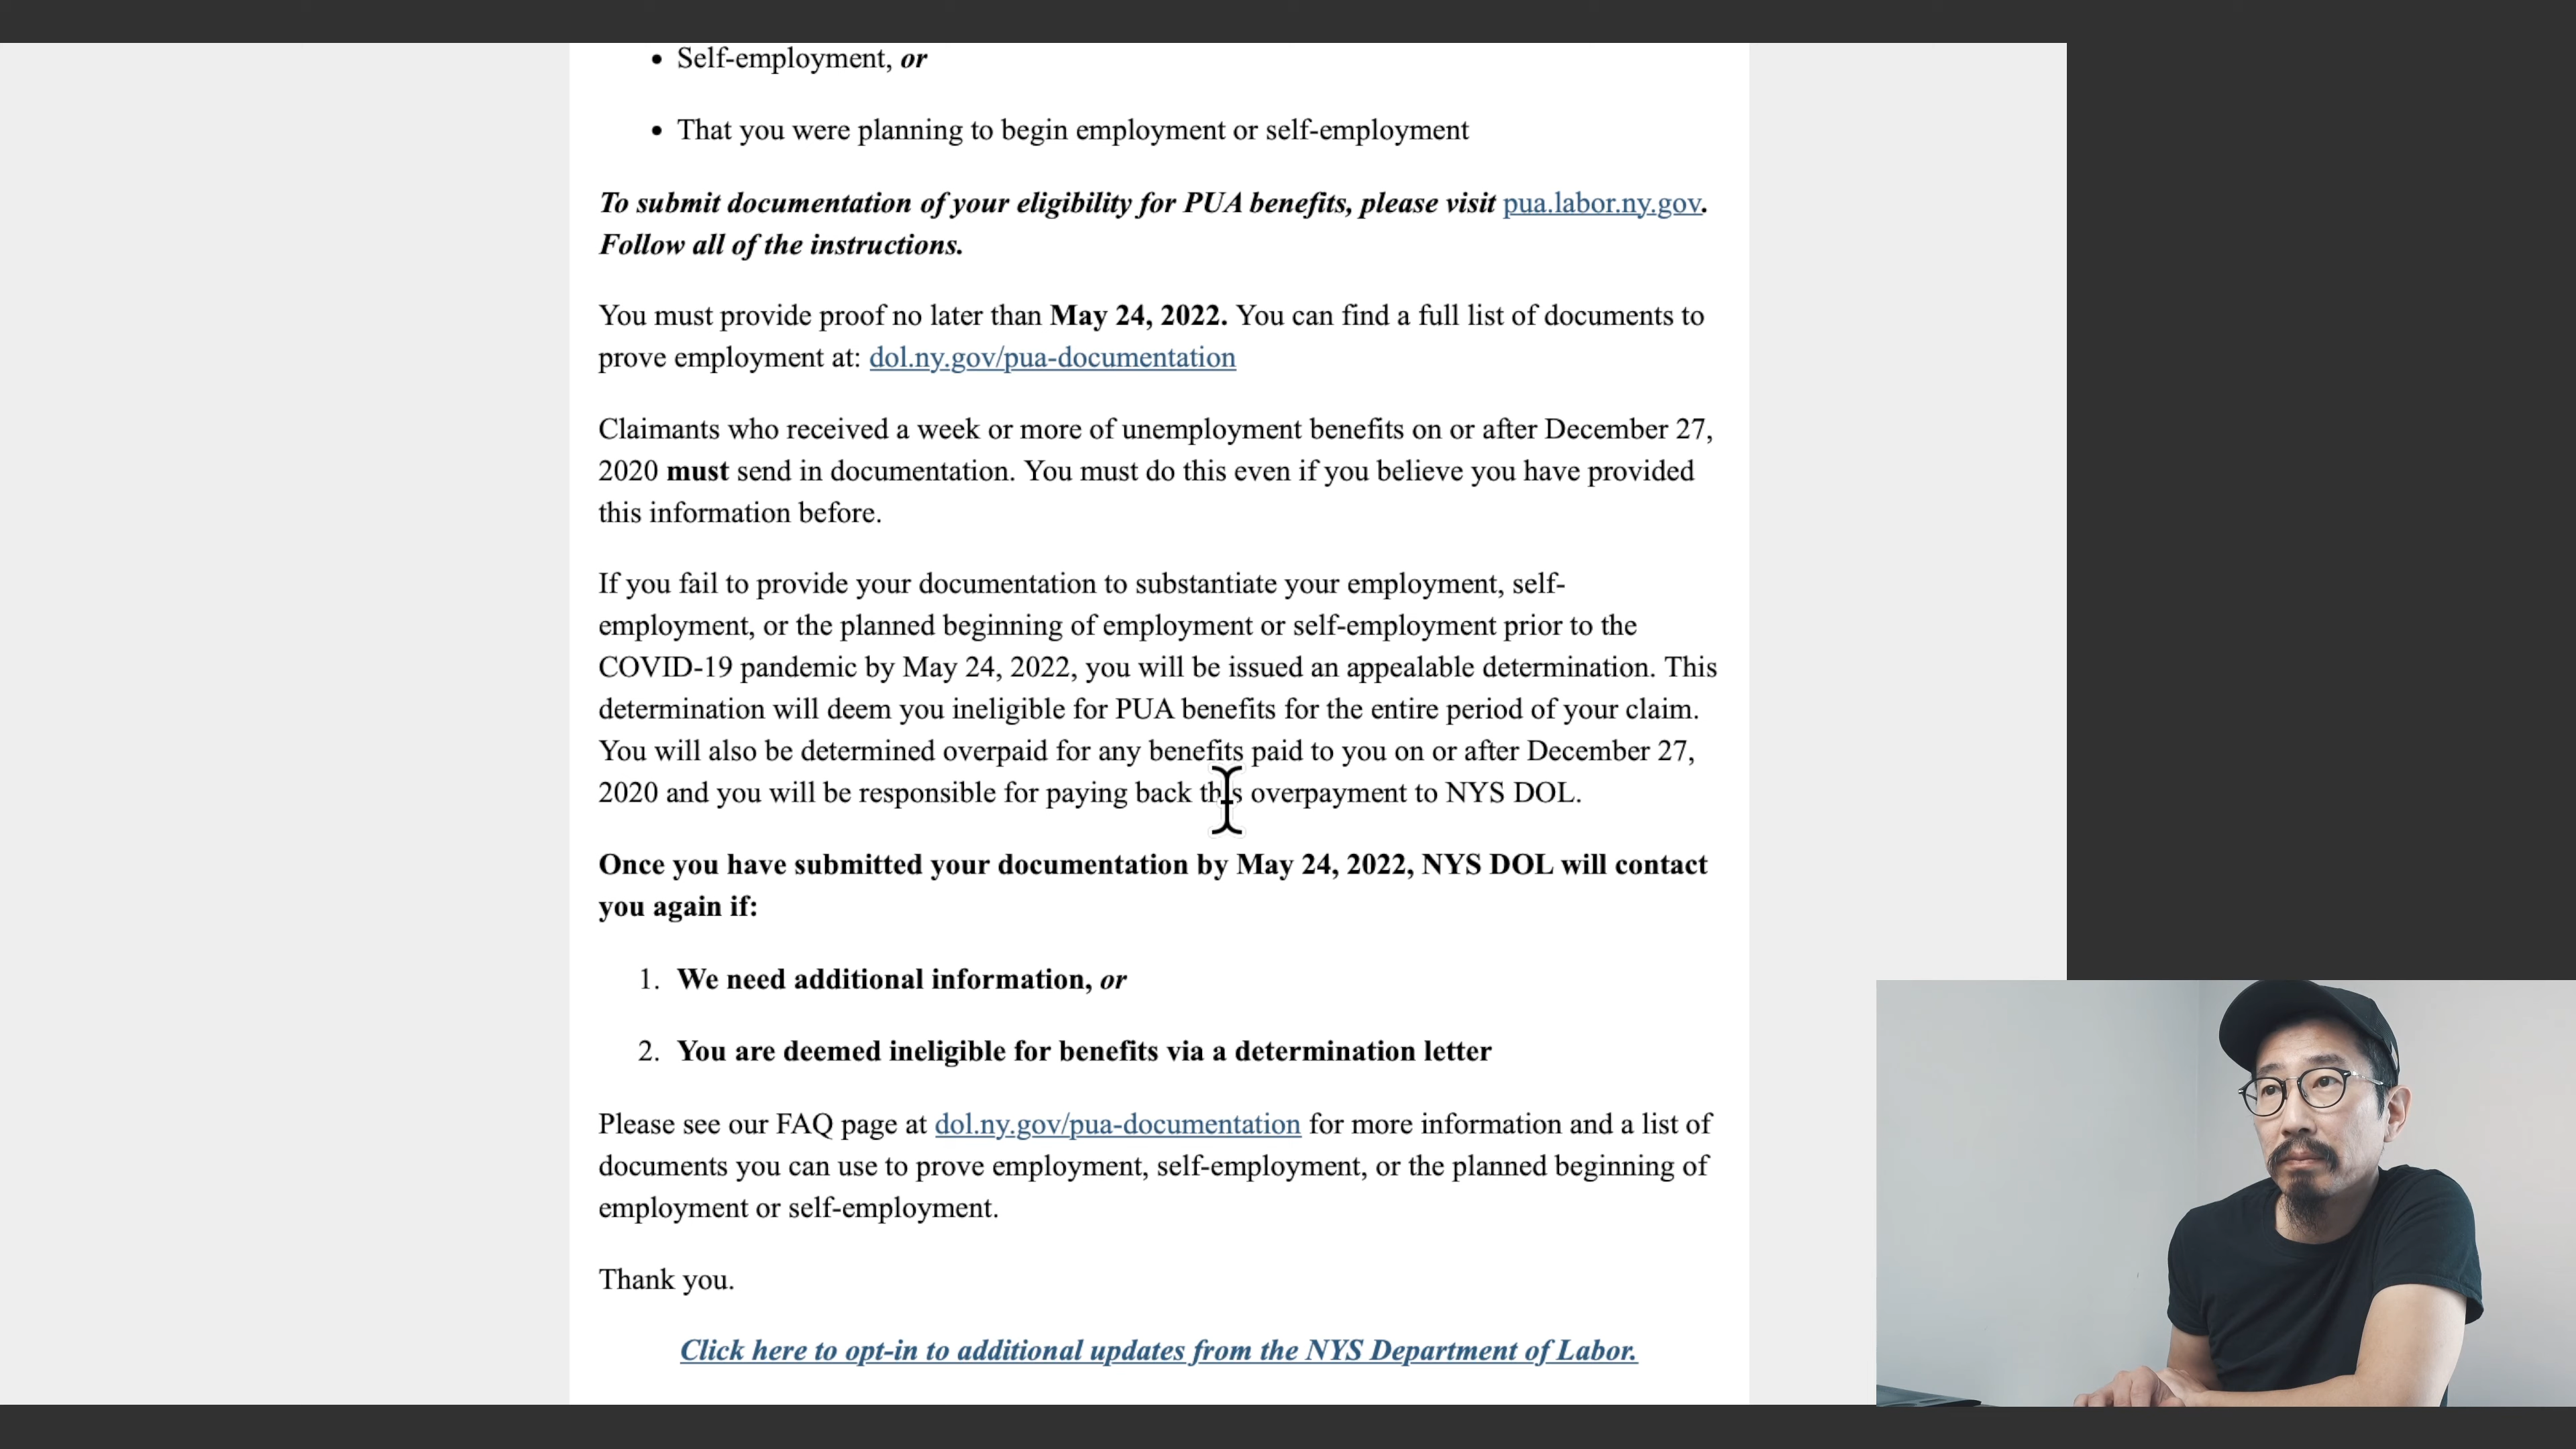 Self-employment, or
That you were planning to begin employment or self-employment
To submit documentation of your eligibility for PUA benefits, please visit pua.labor.ny.gov.
Follow all of the instructions.
You must provide proof no later than May 24, 2022. You can find a full list of documents to
prove employment at: dol.ny.gov/pua-documentation
Claimants who received a week or more of unemployment benefits on or after December 27,
2020 must send in documentation. You must do this even if you believe you have provided
this information before.
If you fail to provide your documentation to substantiate your employment, self-
employment, or the planned beginning of employment or self-employment prior to the
COVID-19 pandemic by May 24, 2022, you will be issued an appealable determination. This
determination will deem you ineligible for PUA benefits for the entire period of your claim.
You will also be determined overpaid for any benefits paid to you on or after December 27,
2020 and you will be responsible for paying back this overpayment to NYS DOL.
Once you have submitted your documentation by May 24, 2022, NYS DOL will contact
you again if:
1. We need additional information, or
2. You are deemed ineligible for benefits via a determination letter
Please see our FAQ page at dol.ny.gov/pua-documentation for more information and a list of
documents you can use to prove employment, self-employment, or the planned beginning of
employment or self-employment.
Thank you.
Click here to opt-in to additional updates from the NYS Department of Labor.